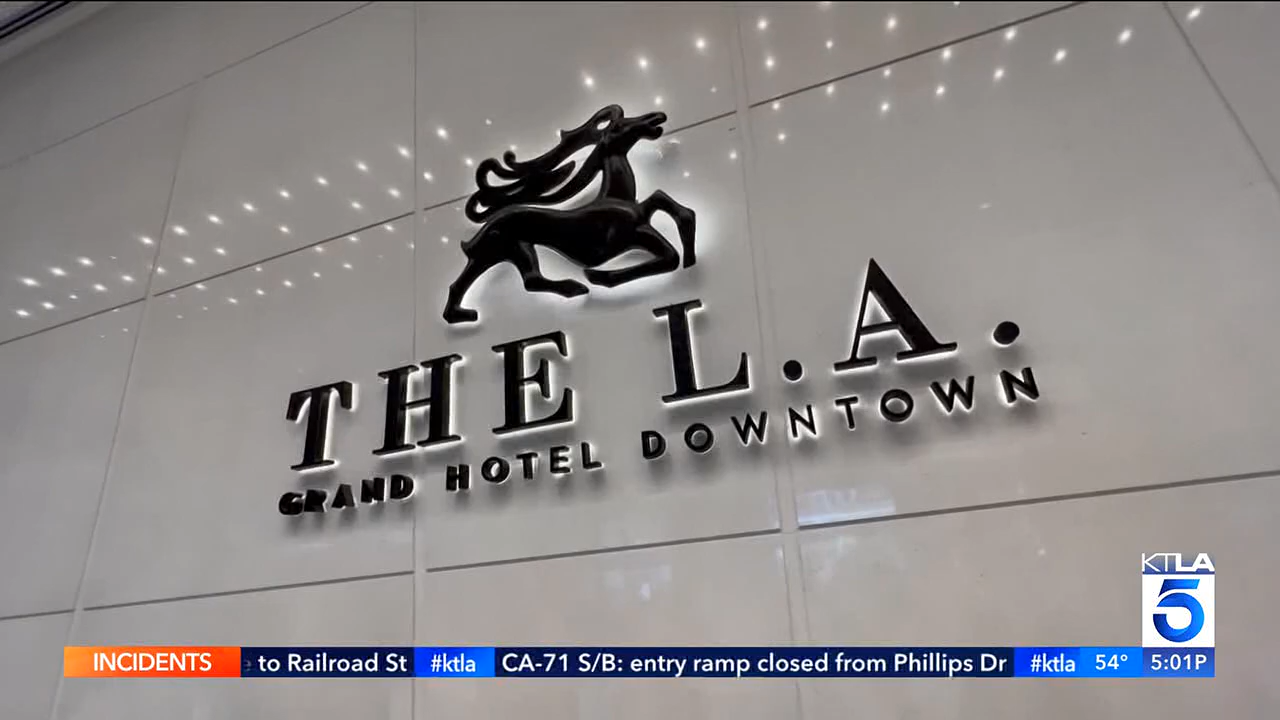 THE L.A.
GRAND HOTEL DOWNTOWN
KTLA
5
INCIDENTS to Railroad St #ktla CA-71 S/B: entry ramp closed from Phillips Dr #ktla 54° 5:01P